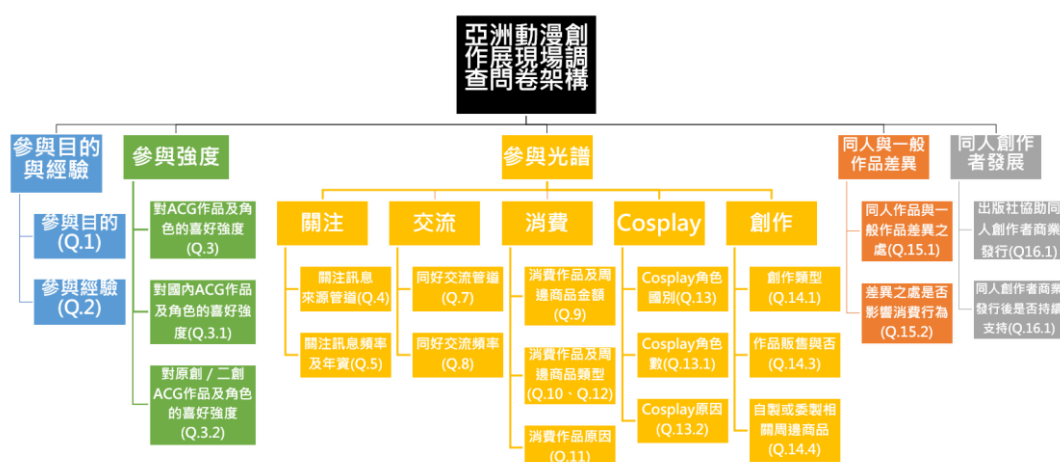 亞洲動漫創
作展現場調
查問卷架構
參與目的
與經驗
參與目的
(Q.1)
參與經驗
(Q.2)
參與強度
對ACG作品及角
色的喜好強度
(Q.3)
對國內ACG作品
及角色的喜好強
度(Q.3.1)
對原創/二創
ACG作品及角色
的喜好強度
(Q.3.2)
參與光譜
關注
關注訊息
來源管道(Q.4)
關注訊息頻率
及年資(Q.5)
交流
同好交流管道
(Q.7)
同好交流頻率
(Q.8)
消費
消費作品及周
邊商品金額
(Q.9)
消費作品及周
邊商品類型
(Q.10、Q.12)
消費作品原因
(Q.11)
Cosplay
Cosplay角色
國別(Q.13)
Cosplay角色
數(Q.13.1)
Cosplay原因
(Q.13.2)
創作
創作類型
(Q.14.1)
作品販售與否
(Q.14.3)
自製或委製相
關周邊商品
(Q.14.4)
同人與一般
作品差異
同人作品與一
般作品差異之
處(Q.15.1)
差異之處是否
影響消費行為
(Q.15.2)
同人創作
者發展
出版社協助同
人創作者商業
發行(Q16.1)
同人創作者商業
發行後是否持續
支持(Q.16.1)